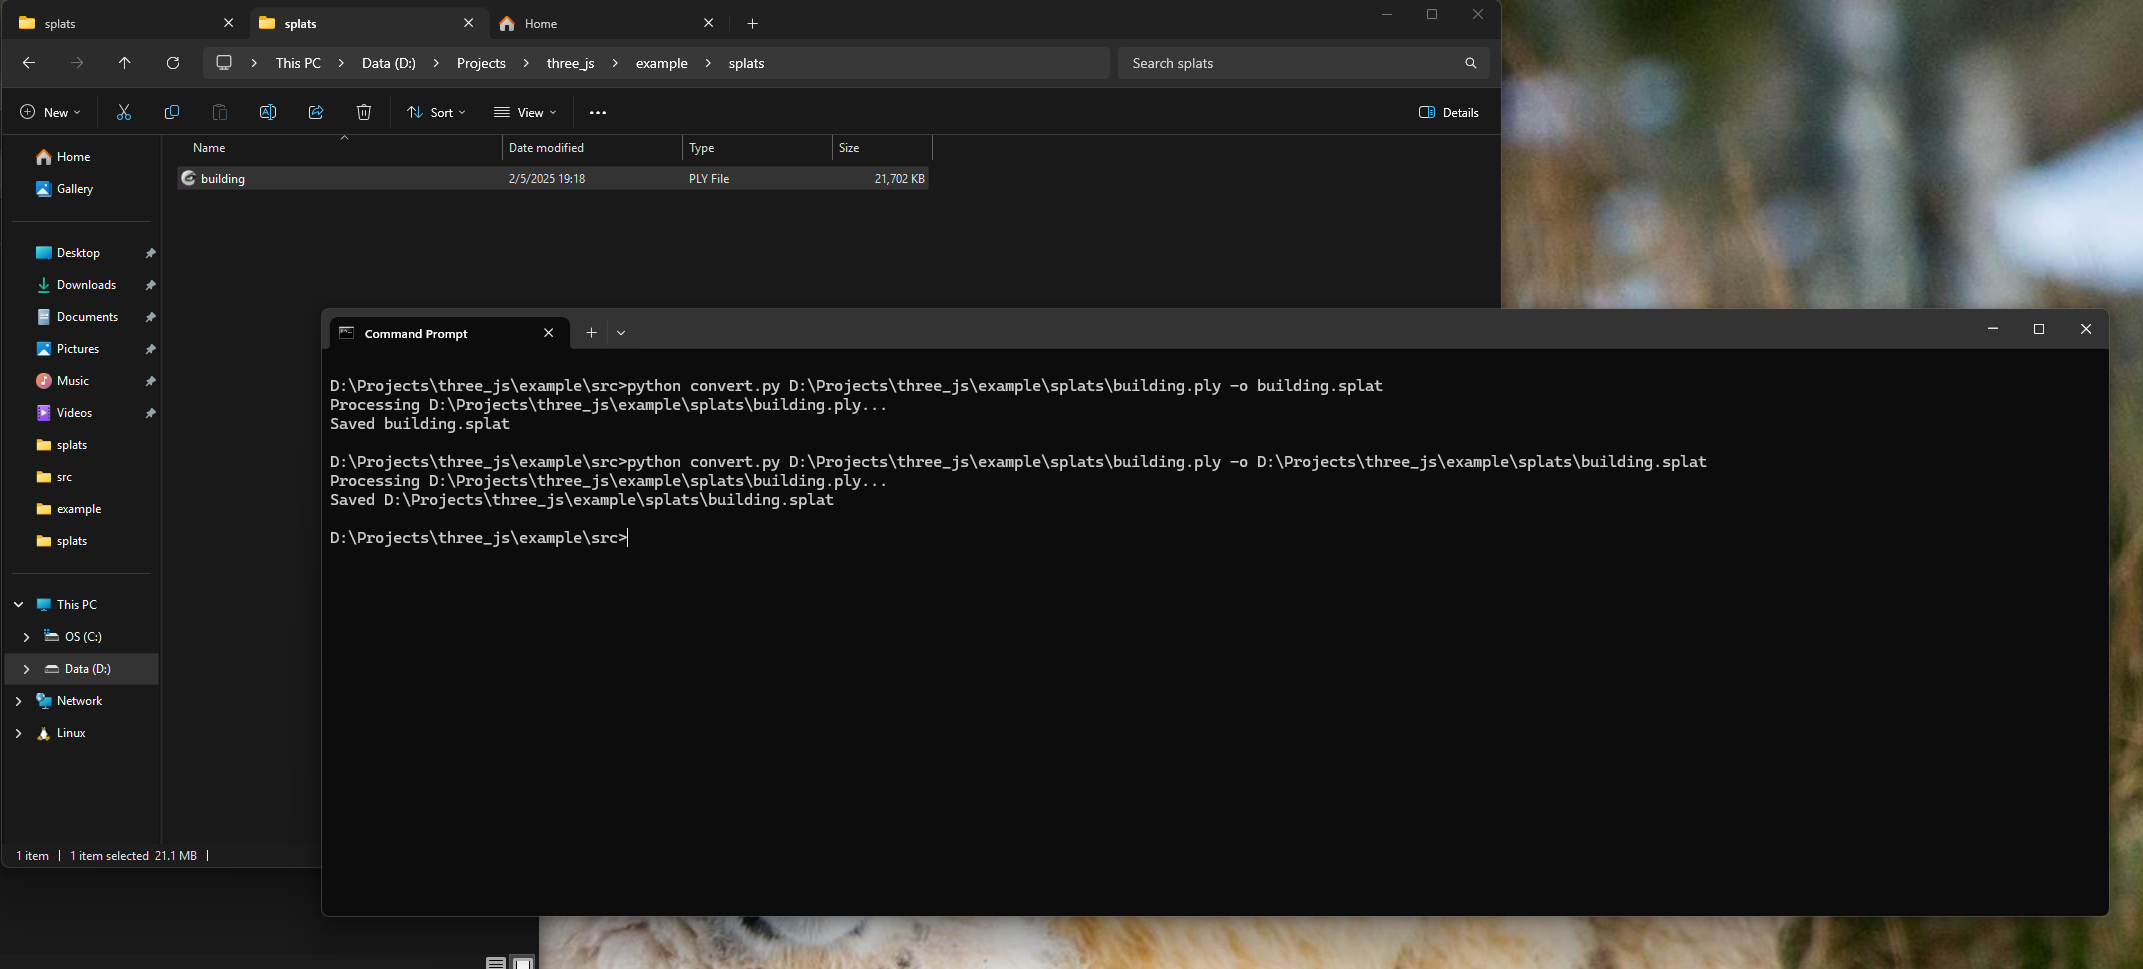 splats
splats
Home
This PC
Data (D:)
Projects
three_js
example
splats
Search splats
New
Sort
View
Details
Name
Date modified
Type
Size
building
2/5/2025 19:18
PLY File
21,702 KB
Home
Gallery
Desktop
Downloads
Documents
Pictures
Music
Videos
splats
src
example
splats
This PC
OS (C:)
Data (D:)
Network
Linux
1 item
1 item selected 21.1 MB
Command Prompt
D:\Projects\three_js\example\src>python convert.py D:\Projects\three_js\example\splats\building.ply -o building.splat
Processing D:\Projects\three_js\example\splats\building.ply...
Saved building.splat
D:\Projects\three_js\example\src>python convert.py D:\Projects\three_js\example\splats\building.ply -o D:\Projects\three_js\example\splats\building.splat
Processing D:\Projects\three_js\example\splats\building.ply...
Saved D:\Projects\three_js\example\splats\building.splat
D:\Projects\three_js\example\src>